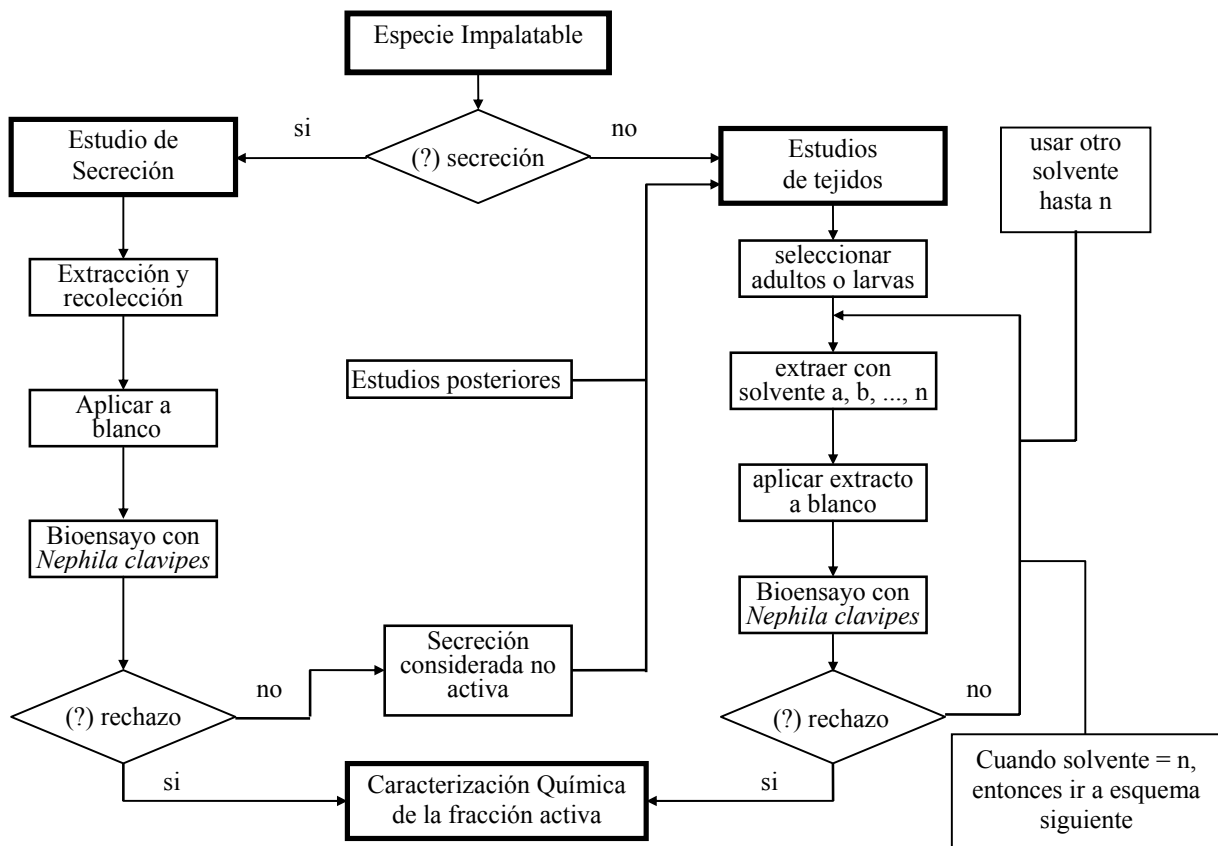 Especie Impalatable
si
(?) secreción
no
Estudio de
Secreción
Estudios
de tejidos
usar otro
solvente
hasta n
Extracción y
recolección
seleccionar
adultos o larvas
Estudios posteriores
extraer con
solvente a, b, ..., n
Aplicar a
blanco
aplicar extracto
a blanco
Bioensayo con
Nephila clavipes
Bioensayo con
Nephila clavipes
Secreción
considerada no
activa
(?) rechazo
no
(?) rechazo
no
si
Caracterización Química
de la fracción activa
si
Cuando solvente = n,
entonces ir a esquema
siguiente